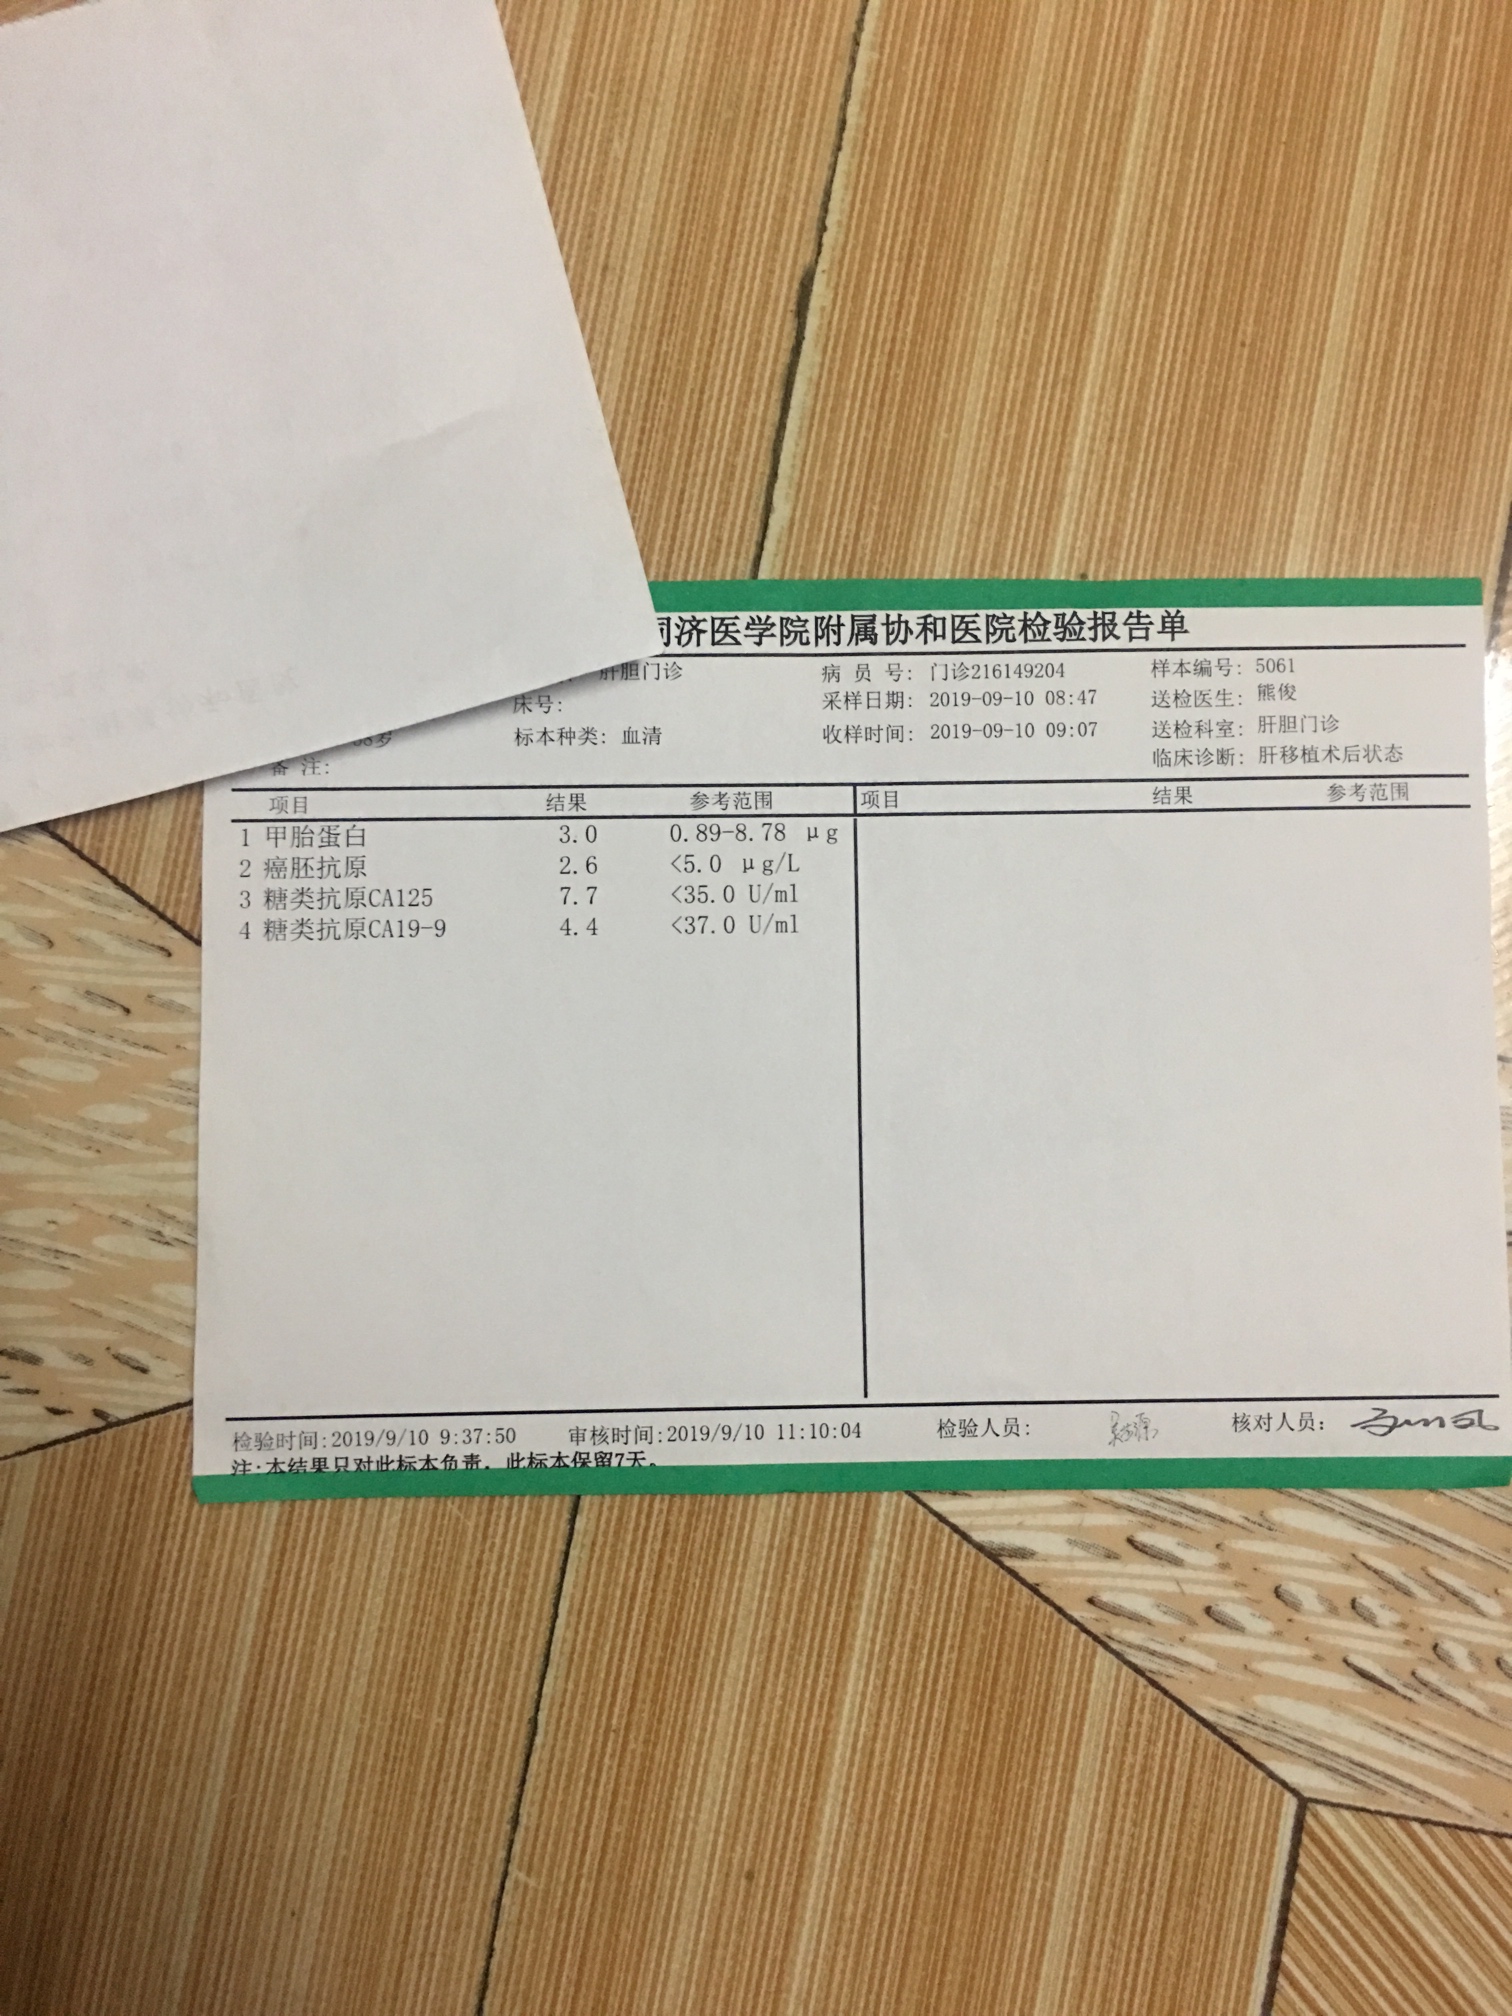 济医学院附属协和医院检验报告单
肝胆门诊 病 员 号: 门诊216149204 样本编号: 5061
床号: 采样日期: 2019-09-10 08:47 送检医生: 熊俊
岁 标本种类: 血清 收样时间: 2019-09-10 09:07 送检科室: 肝胆门诊
备 注: 临床诊断: 肝移植术后状态
项目 结果 参考范围 项目 结果 参考范围
1 甲胎蛋白 3.0 0.89-8.78 μg
2 癌胚抗原 2.6 <5.0 μg/L
3 糖类抗原CA125 7.7 <35.0 U/ml
4 糖类抗原CA19-9 4.4 <37.0 U/ml
检验时间:2019/9/10 9:37:50 审核时间:2019/9/10 11:10:04 检验人员: 核对人员:
注:本结果只对此标本负责，此标本保留7天。